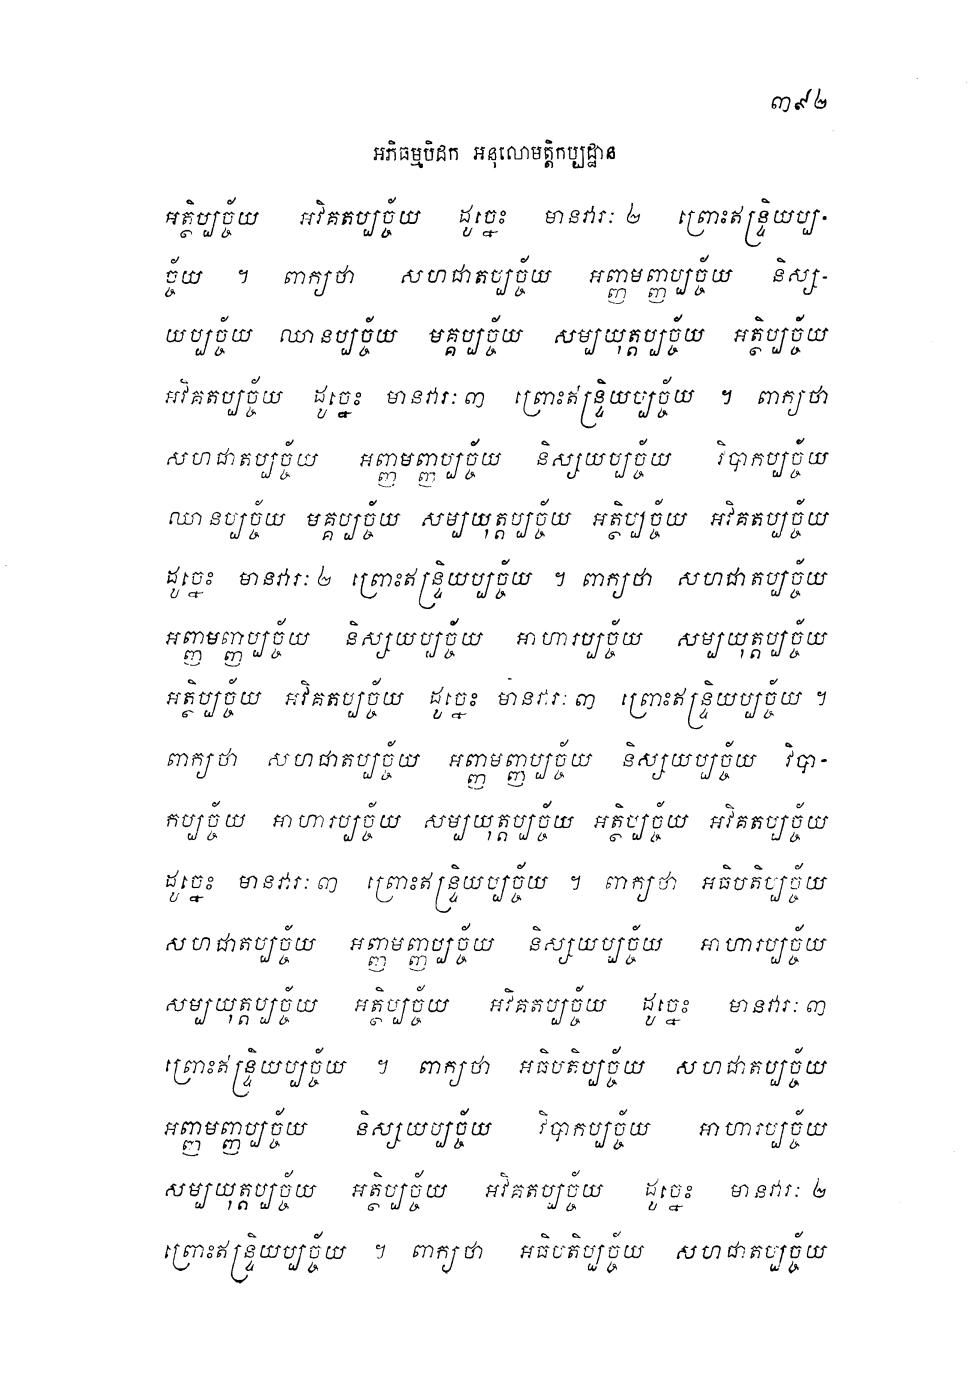 ៣៩២
អភិធម្មបិដក អនុលោមត្តិកប្បដ្ឋាន
អត្ថិប្បច្ច័យ អវិគតប្បច្ច័យ ដូច្នេះ មានវារៈ ២ ព្រោះឥន្ទ្រិយប្ប-
ច្ច័យ ។ ពាក្យថា សហជាតប្បច្ច័យ អញ្ញមញ្ញប្បច្ច័យ និស្ស-
យប្បច្ច័យ ឈានប្បច្ច័យ មគ្គប្បច្ច័យ សម្បយុត្តប្បច្ច័យ អត្ថិប្បច្ច័យ
អវិគតប្បច្ច័យ ដូច្នេះ មានវារៈ ៣ ព្រោះឥន្ទ្រិយប្បច្ច័យ ។ ពាក្យថា
សហជាតប្បច្ច័យ អញ្ញមញ្ញប្បច្ច័យ និស្សយប្បច្ច័យ វិបាកប្បច្ច័យ
ឈានប្បច្ច័យ មគ្គប្បច្ច័យ សម្បយុត្តប្បច្ច័យ អត្ថិប្បច្ច័យ អវិគតប្បច្ច័យ
ដូច្នេះ មានវារៈ ២ ព្រោះឥន្ទ្រិយប្បច្ច័យ ។ ពាក្យថា សហជាតប្បច្ច័យ
អញ្ញមញ្ញប្បច្ច័យ និស្សយប្បច្ច័យ អាហារប្បច្ច័យ សម្បយុត្តប្បច្ច័យ
អត្ថិប្បច្ច័យ អវិគតប្បច្ច័យ ដូច្នេះ មានវារៈ ៣ ព្រោះឥន្ទ្រិយប្បច្ច័យ ។
ពាក្យថា សហជាតប្បច្ច័យ អញ្ញមញ្ញប្បច្ច័យ និស្សយប្បច្ច័យ វិបា-
កប្បច្ច័យ អាហារប្បច្ច័យ សម្បយុត្តប្បច្ច័យ អត្ថិប្បច្ច័យ អវិគតប្បច្ច័យ
ដូច្នេះ មានវារៈ ៣ ព្រោះឥន្ទ្រិយប្បច្ច័យ ។ ពាក្យថា អធិបតិប្បច្ច័យ
សហជាតប្បច្ច័យ អញ្ញមញ្ញប្បច្ច័យ និស្សយប្បច្ច័យ អាហារប្បច្ច័យ
សម្បយុត្តប្បច្ច័យ អត្ថិប្បច្ច័យ អវិគតប្បច្ច័យ ដូច្នេះ មានវារៈ ៣
ព្រោះឥន្ទ្រិយប្បច្ច័យ ។ ពាក្យថា អធិបតិប្បច្ច័យ សហជាតប្បច្ច័យ
អញ្ញមញ្ញប្បច្ច័យ និស្សយប្បច្ច័យ វិបាកប្បច្ច័យ អាហារប្បច្ច័យ
សម្បយុត្តប្បច្ច័យ អត្ថិប្បច្ច័យ អវិគតប្បច្ច័យ ដូច្នេះ មានវារៈ ២
ព្រោះឥន្ទ្រិយប្បច្ច័យ ។ ពាក្យថា អធិបតិប្បច្ច័យ សហជាតប្បច្ច័យ